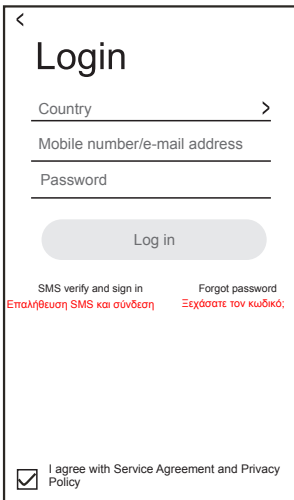 Login
Country
Mobile number/e-mail address
Password
Log in
SMS verify and sign in Forgot password
Επαλήθευση SMS και σύνδεση Ξεχάσατε τον κωδικό;
I agree with Service Agreement and Privacy
Policy